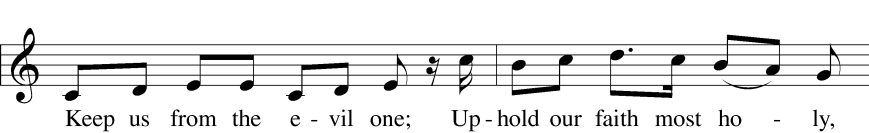 Keep us from the e - vil one; Up - hold our faith most ho - ly,